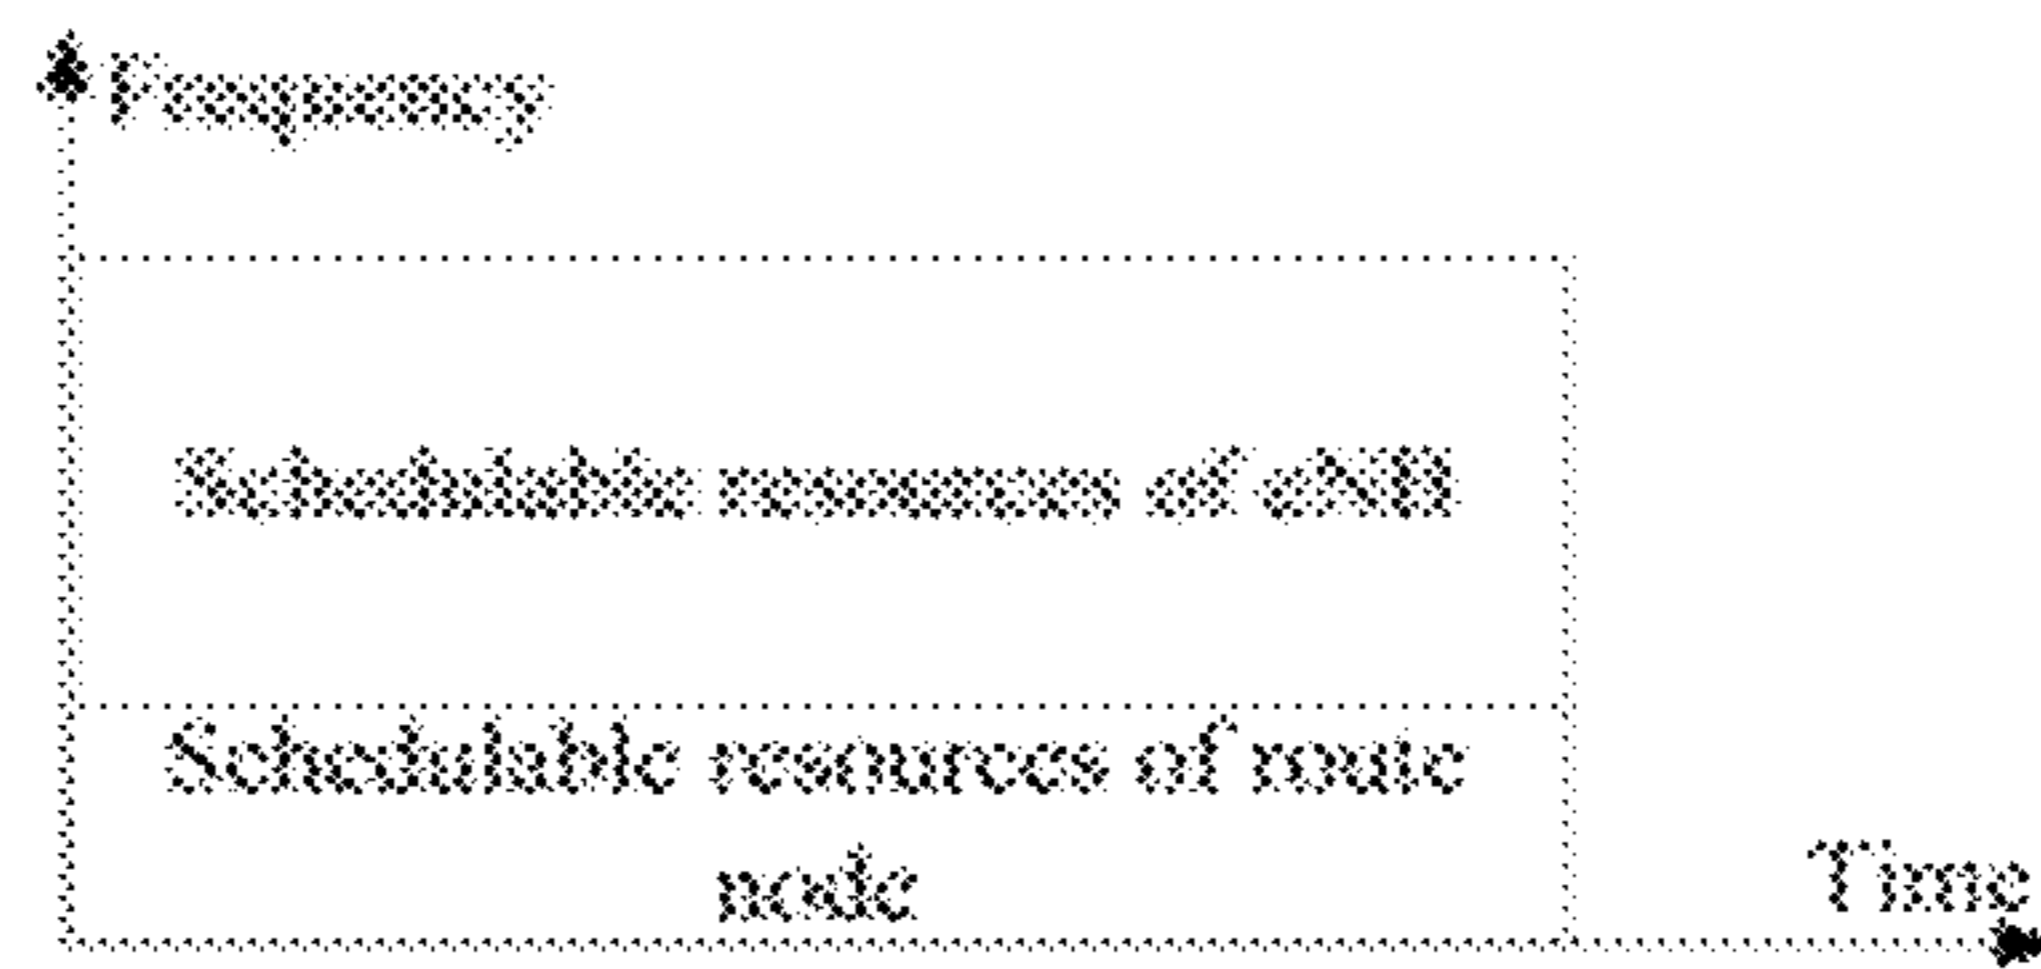 Frequency
Schedulable resources of eNB
Schedulable resources of route
node
Time